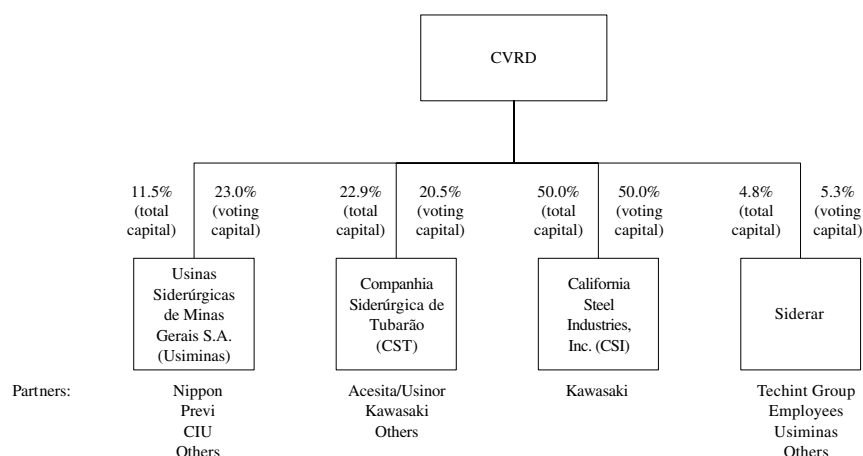 CVRD
11.5%
(total
capital)
23.0%
(voting
capital)
22.9%
(total
capital)
20.5%
(voting
capital)
50.0%
(total
capital)
50.0%
(voting
capital)
4.8%
(total
capital)
5.3%
(voting
capital)
Usinas
Siderúrgicas
de Minas
Gerais S.A.
(Usiminas)
Companhia
Siderúrgica de
Tubarão
(CST)
California
Steel
Industries,
Inc. (CSI)
Siderar
Partners:
Nippon
Previ
CIU
Others
Acesita/Usinor
Kawasaki
Others
Kawasaki
Techint Group
Employees
Usiminas
Others